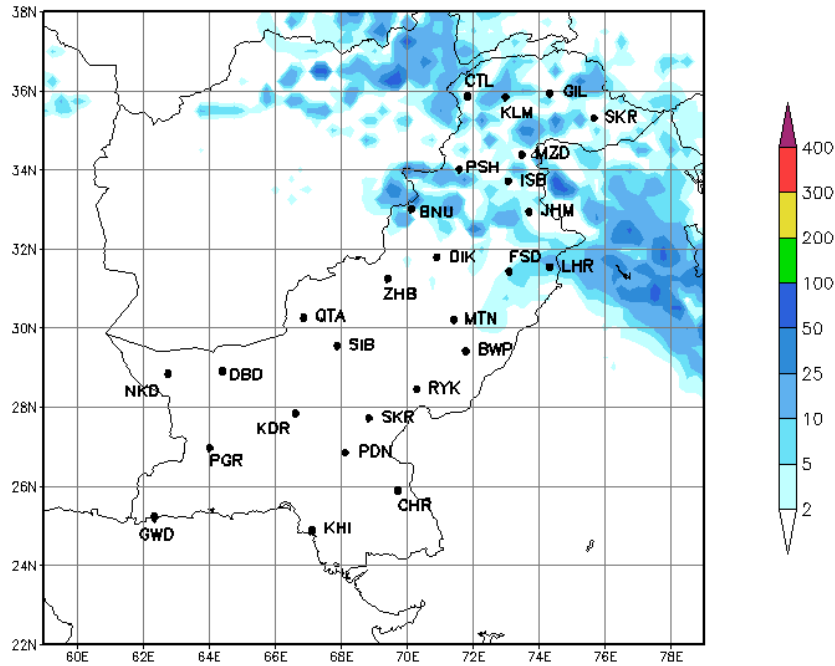 38N
36N
34N
32N
30N
28N
26N
24N
22N
CTL
GIL
KLM
SKR
MZD
PSH
ISB
BNU
JHM
DIK
FSD
LHR
ZHB
QTA
MTN
SIB
BWP
NKD
DBD
RYK
KDR
SKR
PGR
PDN
CHR
GWD
KHI
60E 62E 64E 66E 68E 70E 72E 74E 76E 78E
400
300
200
100
50
25
10
5
2